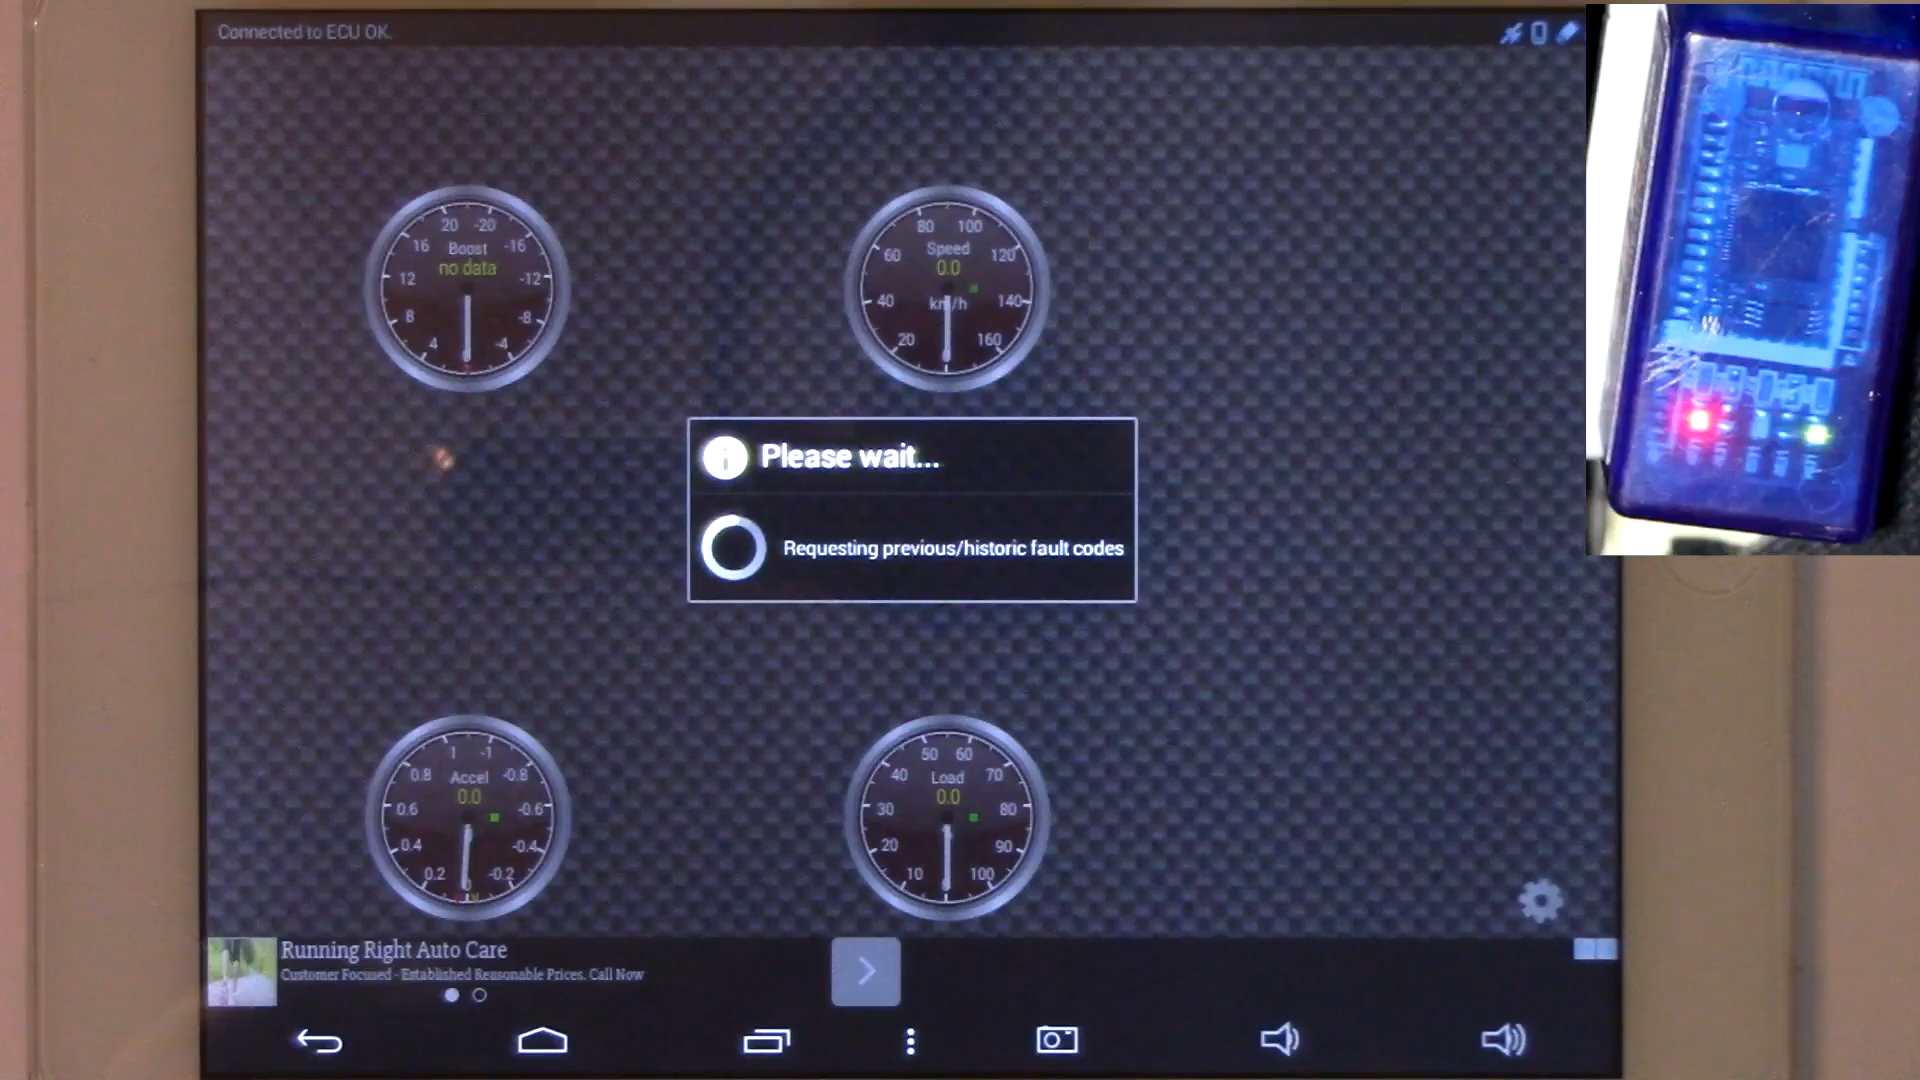 Connected to ECU OK.
20 -20
16 Boost -16
no data
12 -12
8 -8
4 -4
80 100
60 Speed 120
0.0
40 km/h 140
20 160
Please wait...
Requesting previous/historic fault codes
1 -1
0.8 Accel -0.8
0.0
0.6 -0.6
0.4 -0.4
0.2 0 -0.2
50 60
40 Load 70
0.0
30 80
20 90
10 100
Running Right Auto Care
Customer Focused - Established Reasonable Prices. Call Now